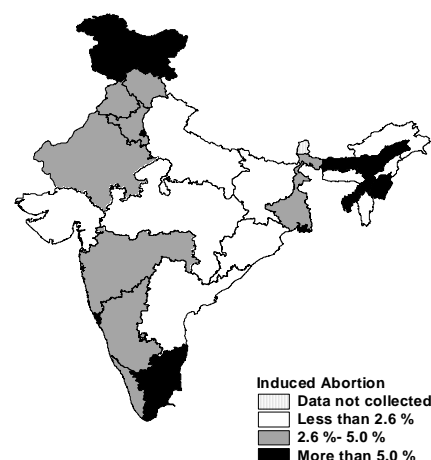 Induced Abortion
Data not collected
Less than 2.6 %
2.6 %- 5.0 %
More than 5.0 %